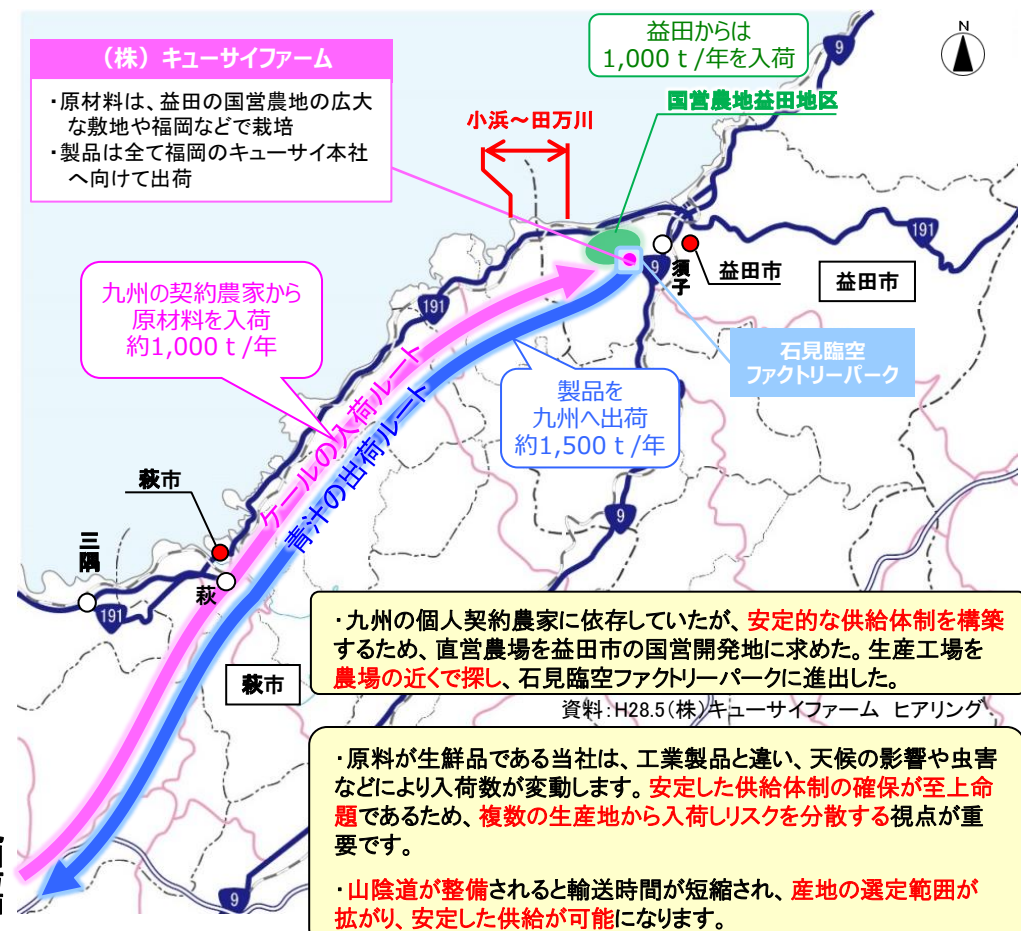 （株）キューサイファーム
・原材料は、益田の国営農地の広大
な敷地や福岡などで栽培
・製品は全て福岡のキューサイ本社
へ向けて出荷
益田からは
1,000ｔ/年を入荷
国営農地益田地区
小浜～田万川
N
9
191
191
9
須子
益田市
益田市
石見臨空
ファクトリーパーク
九州の契約農家から
原材料を入荷
約1,000ｔ/年
製品を
九州へ出荷
約1,500ｔ/年
ケールの入荷ルート
青汁の出荷ルート
9
萩市
三隅
萩
191
萩市
・九州の個人契約農家に依存していたが、安定的な供給体制を構築
するため、直営農場を益田市の国営開発地に求めた。生産工場を
農場の近くで探し、石見臨空ファクトリーパークに進出した。
資料：H28.5（株）キューサイファーム ヒアリング
・原料が生鮮品である当社は、工業製品と違い、天候の影響や虫害
などにより入荷数が変動します。安定した供給体制の確保が至上命
題であるため、複数の生産地から入荷しリスクを分散する視点が重
要です。
・山陰道が整備されると輸送時間が短縮され、産地の選定範囲が
拡がり、安定した供給が可能になります。
9